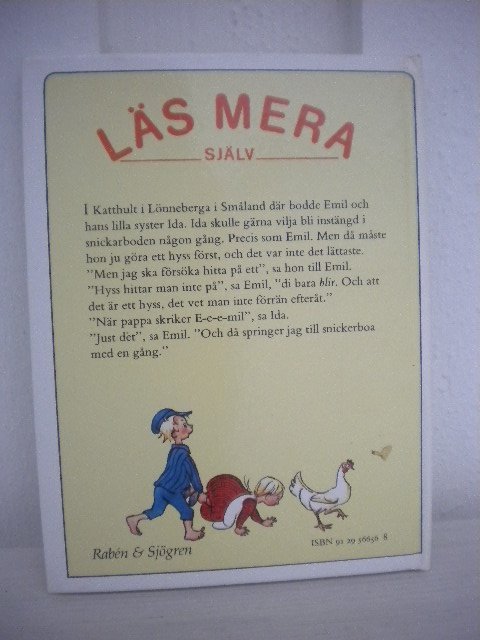 LÄS MERA
SJÄLV
I Katthult i Lönneberga i Småland där bodde Emil och
hans lilla syster Ida. Ida skulle gärna vilja bli instängd i
snickarboden någon gång. Precis som Emil. Men då måste
hon ju göra ett hyss först, och det var inte det lättaste.
”Men jag ska försöka hitta på ett”, sa hon till Emil.
”Hyss hittar man inte på”, sa Emil, ”di bara blir. Och att
det är ett hyss, det vet man inte förrän efteråt.”
”När pappa skriker E-e-e-mil”, sa Ida.
”Just det”, sa Emil. ”Och då springer jag till snickerboa
med en gång.”
Rabén & Sjögren
ISBN 91 29 56656 8